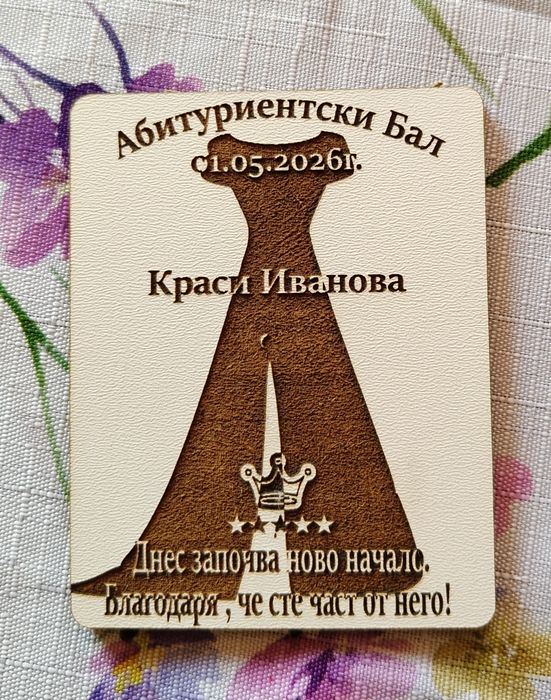 Абитуриентски Бал
01.05.2026г.
Краси Иванова
Днес започва ново начало.
Благодаря , че сте част от него!